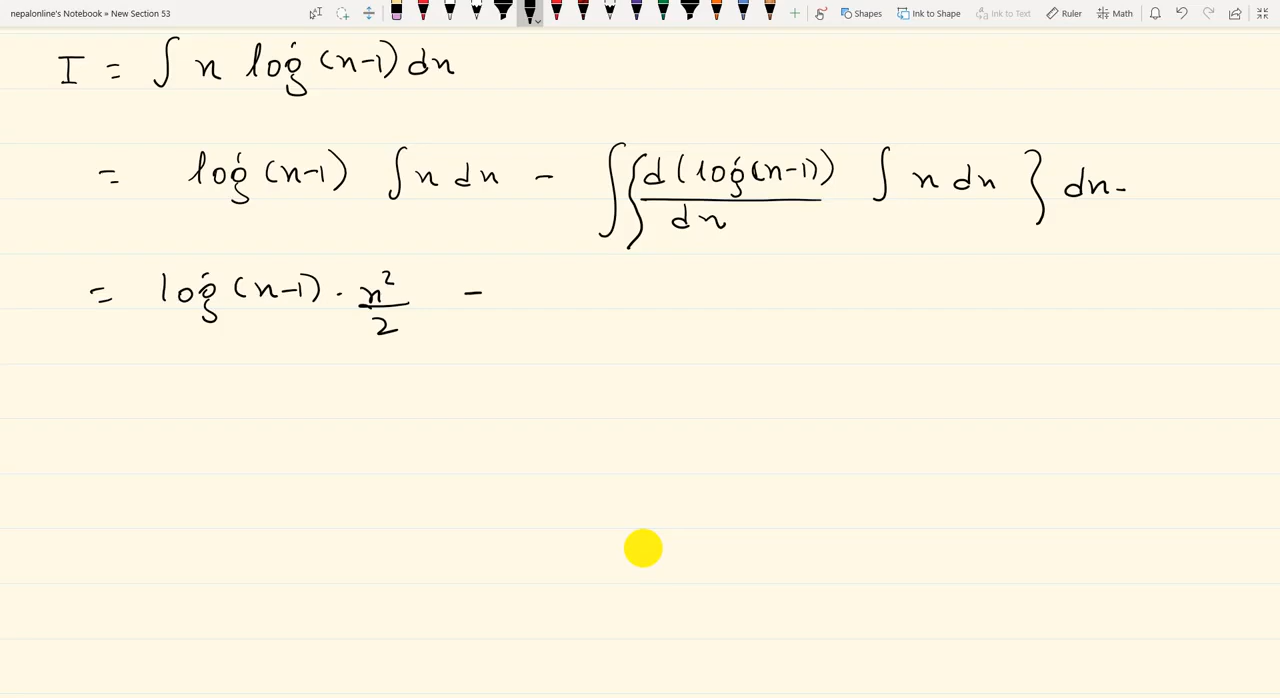 nepalonline's Notebook » New Section 53
Shapes Ink to Shape Ink to Text Ruler Math
I = ∫ x log(x-1) dx
= log(x-1) ∫ x dx - ∫ { d(log(x-1))/dx ∫ x dx } dx.
= log(x-1) · x²/2 -